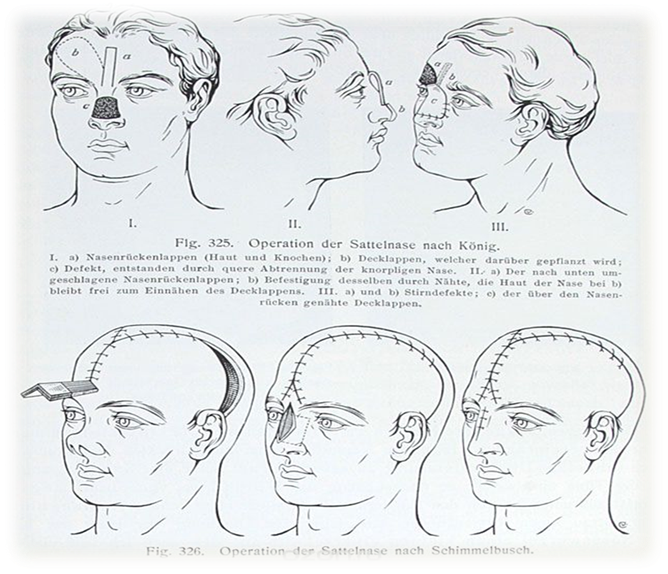 b
a
c
a
b
a
b
c
I.
II.
III.
Fig. 325. Operation der Sattelnase nach König.
I. a) Nasenrückenlappen (Haut und Knochen); b) Decklappen, welcher darüber gepflanzt wird;
c) Defekt, entstanden durch quere Abtrennung der knorpligen Nase. II. a) Der nach unten um-
geschlagene Nasenrückenlappen; b) Befestigung desselben durch Nähte, die Haut der Nase bei b)
bleibt frei zum Einnähen des Decklappens. III. a) und b) Stirndefekte; c) der über den Nasen-
rücken genähte Decklappen.
Fig. 326. Operation der Sattelnase nach Schimmelbusch.